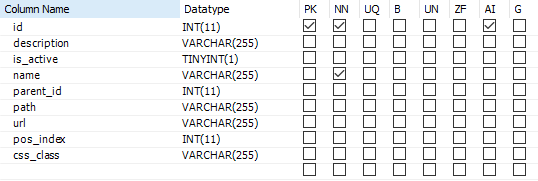 Column Name Datatype PK NN UQ B UN ZF AI G
id INT(11)
description VARCHAR(255)
is_active TINYINT(1)
name VARCHAR(255)
parent_id INT(11)
path VARCHAR(255)
url VARCHAR(255)
pos_index INT(11)
css_class VARCHAR(255)